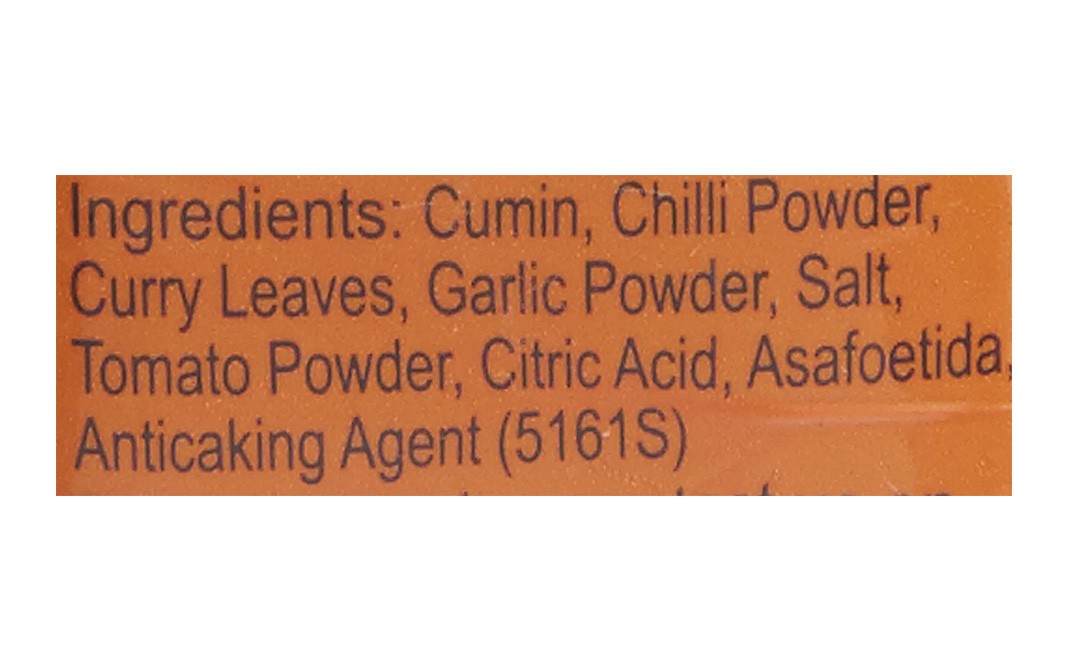 Ingredients: Cumin, Chilli Powder,
Curry Leaves, Garlic Powder, Salt,
Tomato Powder, Citric Acid, Asafoetida,
Anticaking Agent (5161S)